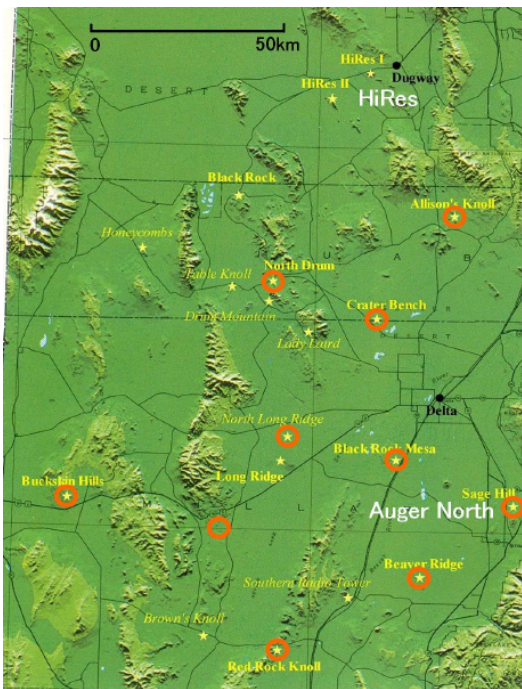 0 50km
HiRes I
Dugway
HiRes II
HiRes
DESERT
Black Rock
Allison's Knoll
Honeycombs
U A B
Table Knoll
North Drum
Drum Mountain
Crater Bench
Lady Laird
DESERT
Delta
North Long Ridge
Black Rock Mesa
Long Ridge
Buckskin Hills
Sage Hill
Auger North
Beaver Ridge
Southern Radio Tower
Brown's Knoll
Red Rock Knoll